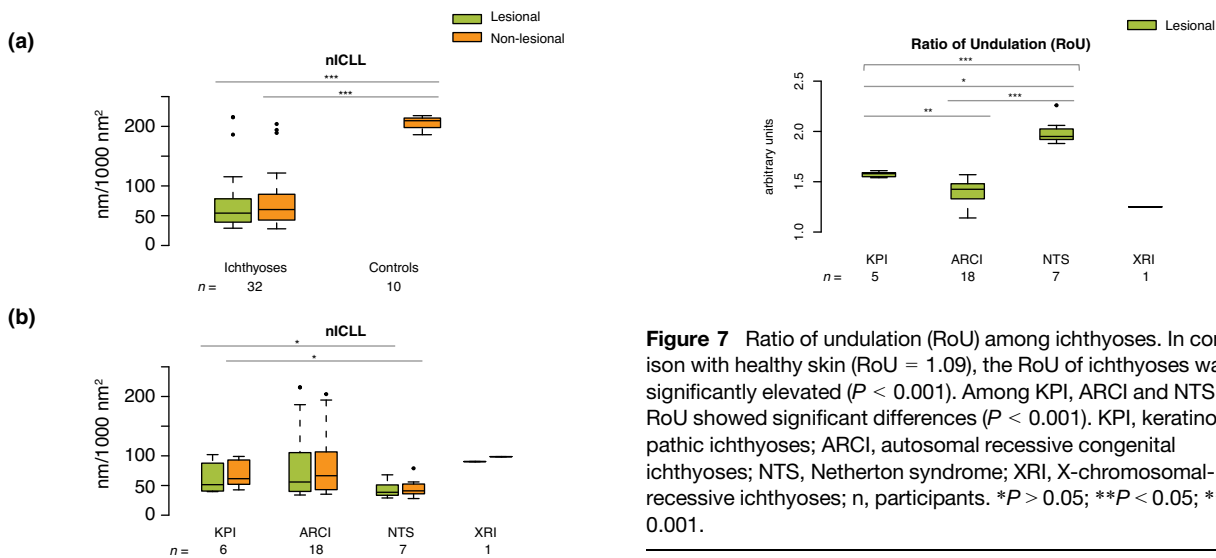 (a)
Lesional
Non-lesional
nICLL
***
***
nm/1000 nm²
200
100
50
0
Ichthyoses Controls
n = 32 10
(b)
nICLL
*
*
nm/1000 nm²
200
100
50
0
KPI ARCI NTS XRI
n = 6 18 7 1
Lesional
Ratio of Undulation (RoU)
***
*
***
**
arbitrary units
2.5
2.0
1.5
1.0
KPI ARCI NTS XRI
n = 5 18 7 1
Figure 7 Ratio of undulation (RoU) among ichthyoses. In
ison with healthy skin (RoU = 1.09), the RoU of ichthyoses
significantly elevated (P < 0.001). Among KPI, ARCI and NTS
RoU showed significant differences (P < 0.001). KPI, keratino
pathic ichthyoses; ARCI, autosomal recessive congenital
ichthyoses; NTS, Netherton syndrome; XRI, X-chromosomal-
recessive ichthyoses; n, participants. *P > 0.05; **P < 0.05; *
0.001.